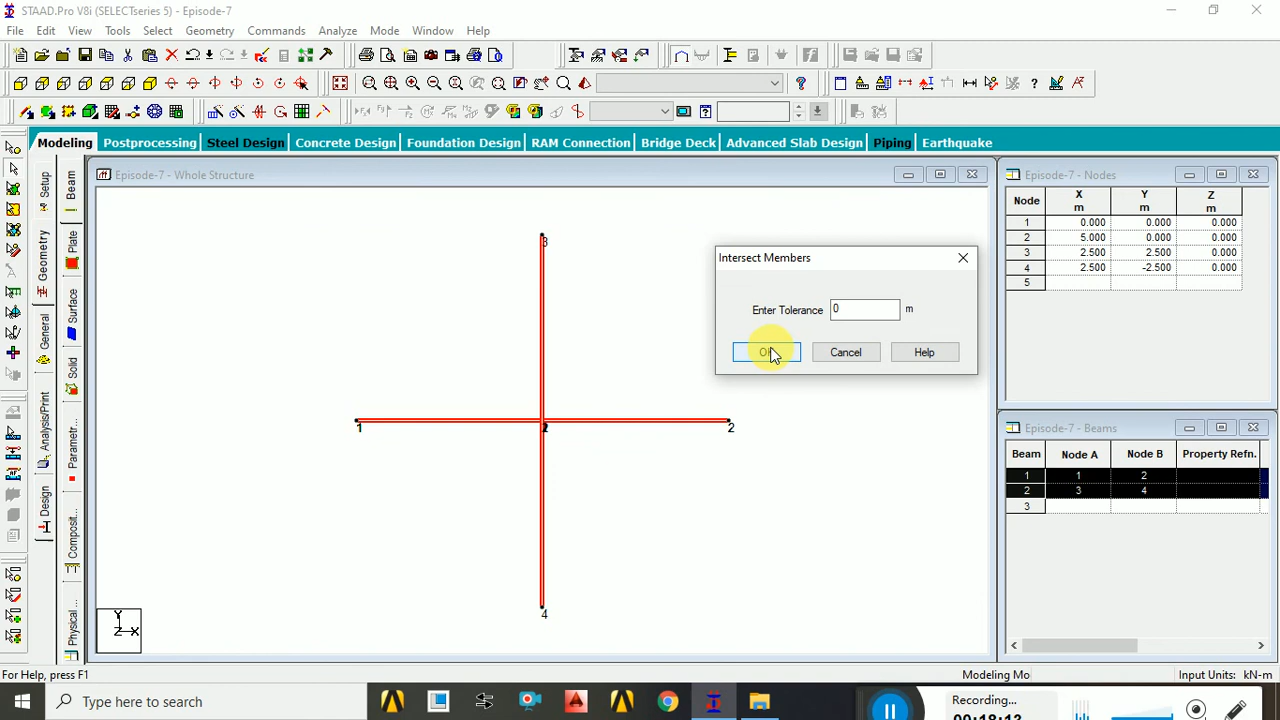 STAAD.Pro V8i (SELECTseries 5) - Episode-7
File Edit View Tools Select Geometry Commands Analyze Mode Window Help
Modeling Postprocessing Steel Design Concrete Design Foundation Design RAM Connection Bridge Deck Advanced Slab Design Piping Earthquake
Setup
Geometry
General
Analysis/Print
Design
Beam
Plate
Surface
Solid
Parametr...
Composit...
Physical ...
Episode-7 - Whole Structure
3
1
2
4
Y
Z X
Intersect Members
Enter Tolerance 0 m
Cancel Help
Episode-7 - Nodes
Node X m Y m Z m
1 0.000 0.000 0.000
2 5.000 0.000 0.000
3 2.500 2.500 0.000
4 2.500 -2.500 0.000
5
Episode-7 - Beams
Beam Node A Node B Property Refn.
1 1 2
2 3 4
3
For Help, press F1 Modeling Mo Input Units: kN-m
Type here to search
Recording...
00:18:13